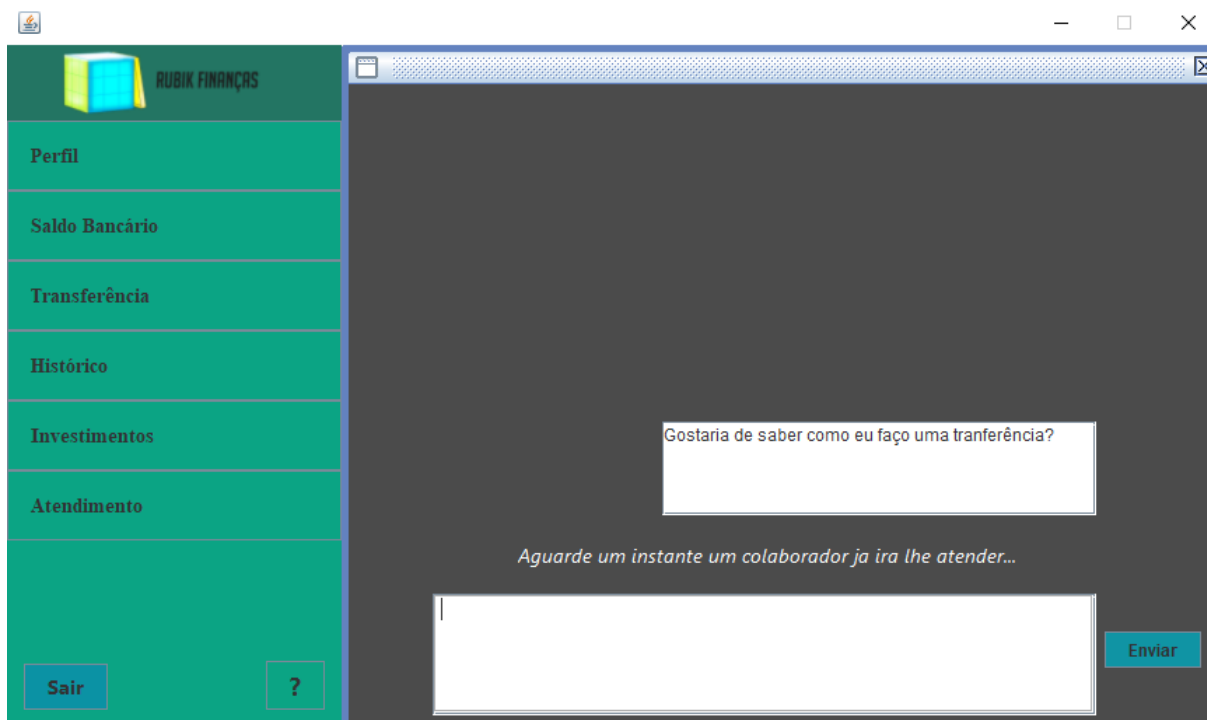 RUBIK FINANÇAS
Perfil
Saldo Bancário
Transferência
Histórico
Investimentos
Atendimento
Sair
?
Gostaria de saber como eu faço uma tranferência?
Aguarde um instante um colaborador ja ira lhe atender...
Enviar